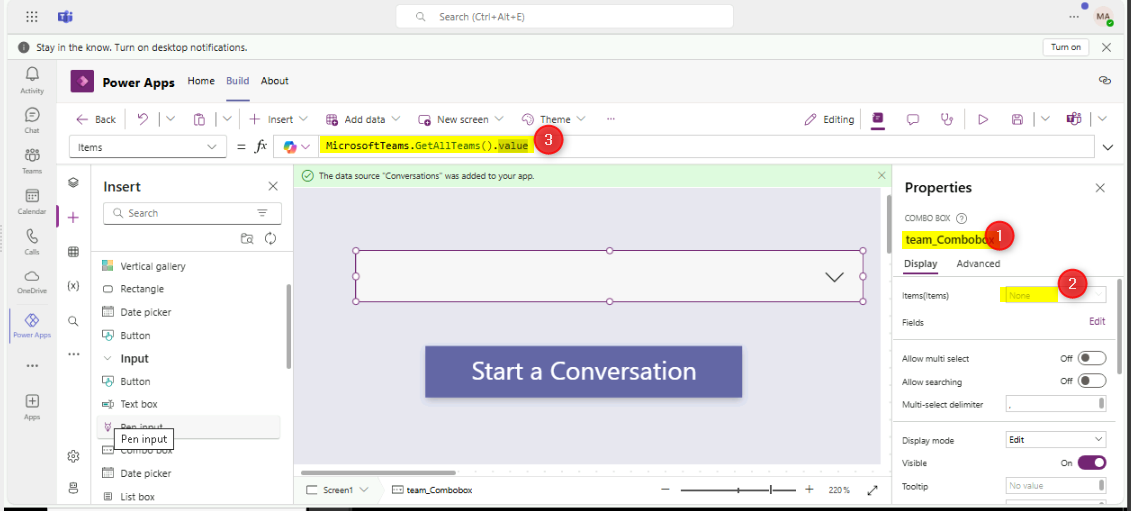 Search (Ctrl+Alt+E)
MA
Stay in the know. Turn on desktop notifications.
Turn on
Activity
Chat
Teams
Calendar
Calls
OneDrive
Power Apps
Apps
Power Apps Home Build About
Back Insert Add data New screen Theme Editing
Items = fx MicrosoftTeams.GetAllTeams().value 3
Insert
Search
Vertical gallery
Rectangle
Date picker
Button
Input
Button
Text box
Pen input
Pen input
Combo box
Date picker
List box
The data source "Conversations" was added to your app.
Start a Conversation
Screen1 team_Combobox
220 %
Properties
COMBO BOX
team_Combobox 1
Display Advanced
2
Items(items) None
Fields Edit
Allow multi select Off
Allow searching Off
Multi-select delimiter ,
Display mode Edit
Visible On
Tooltip No value